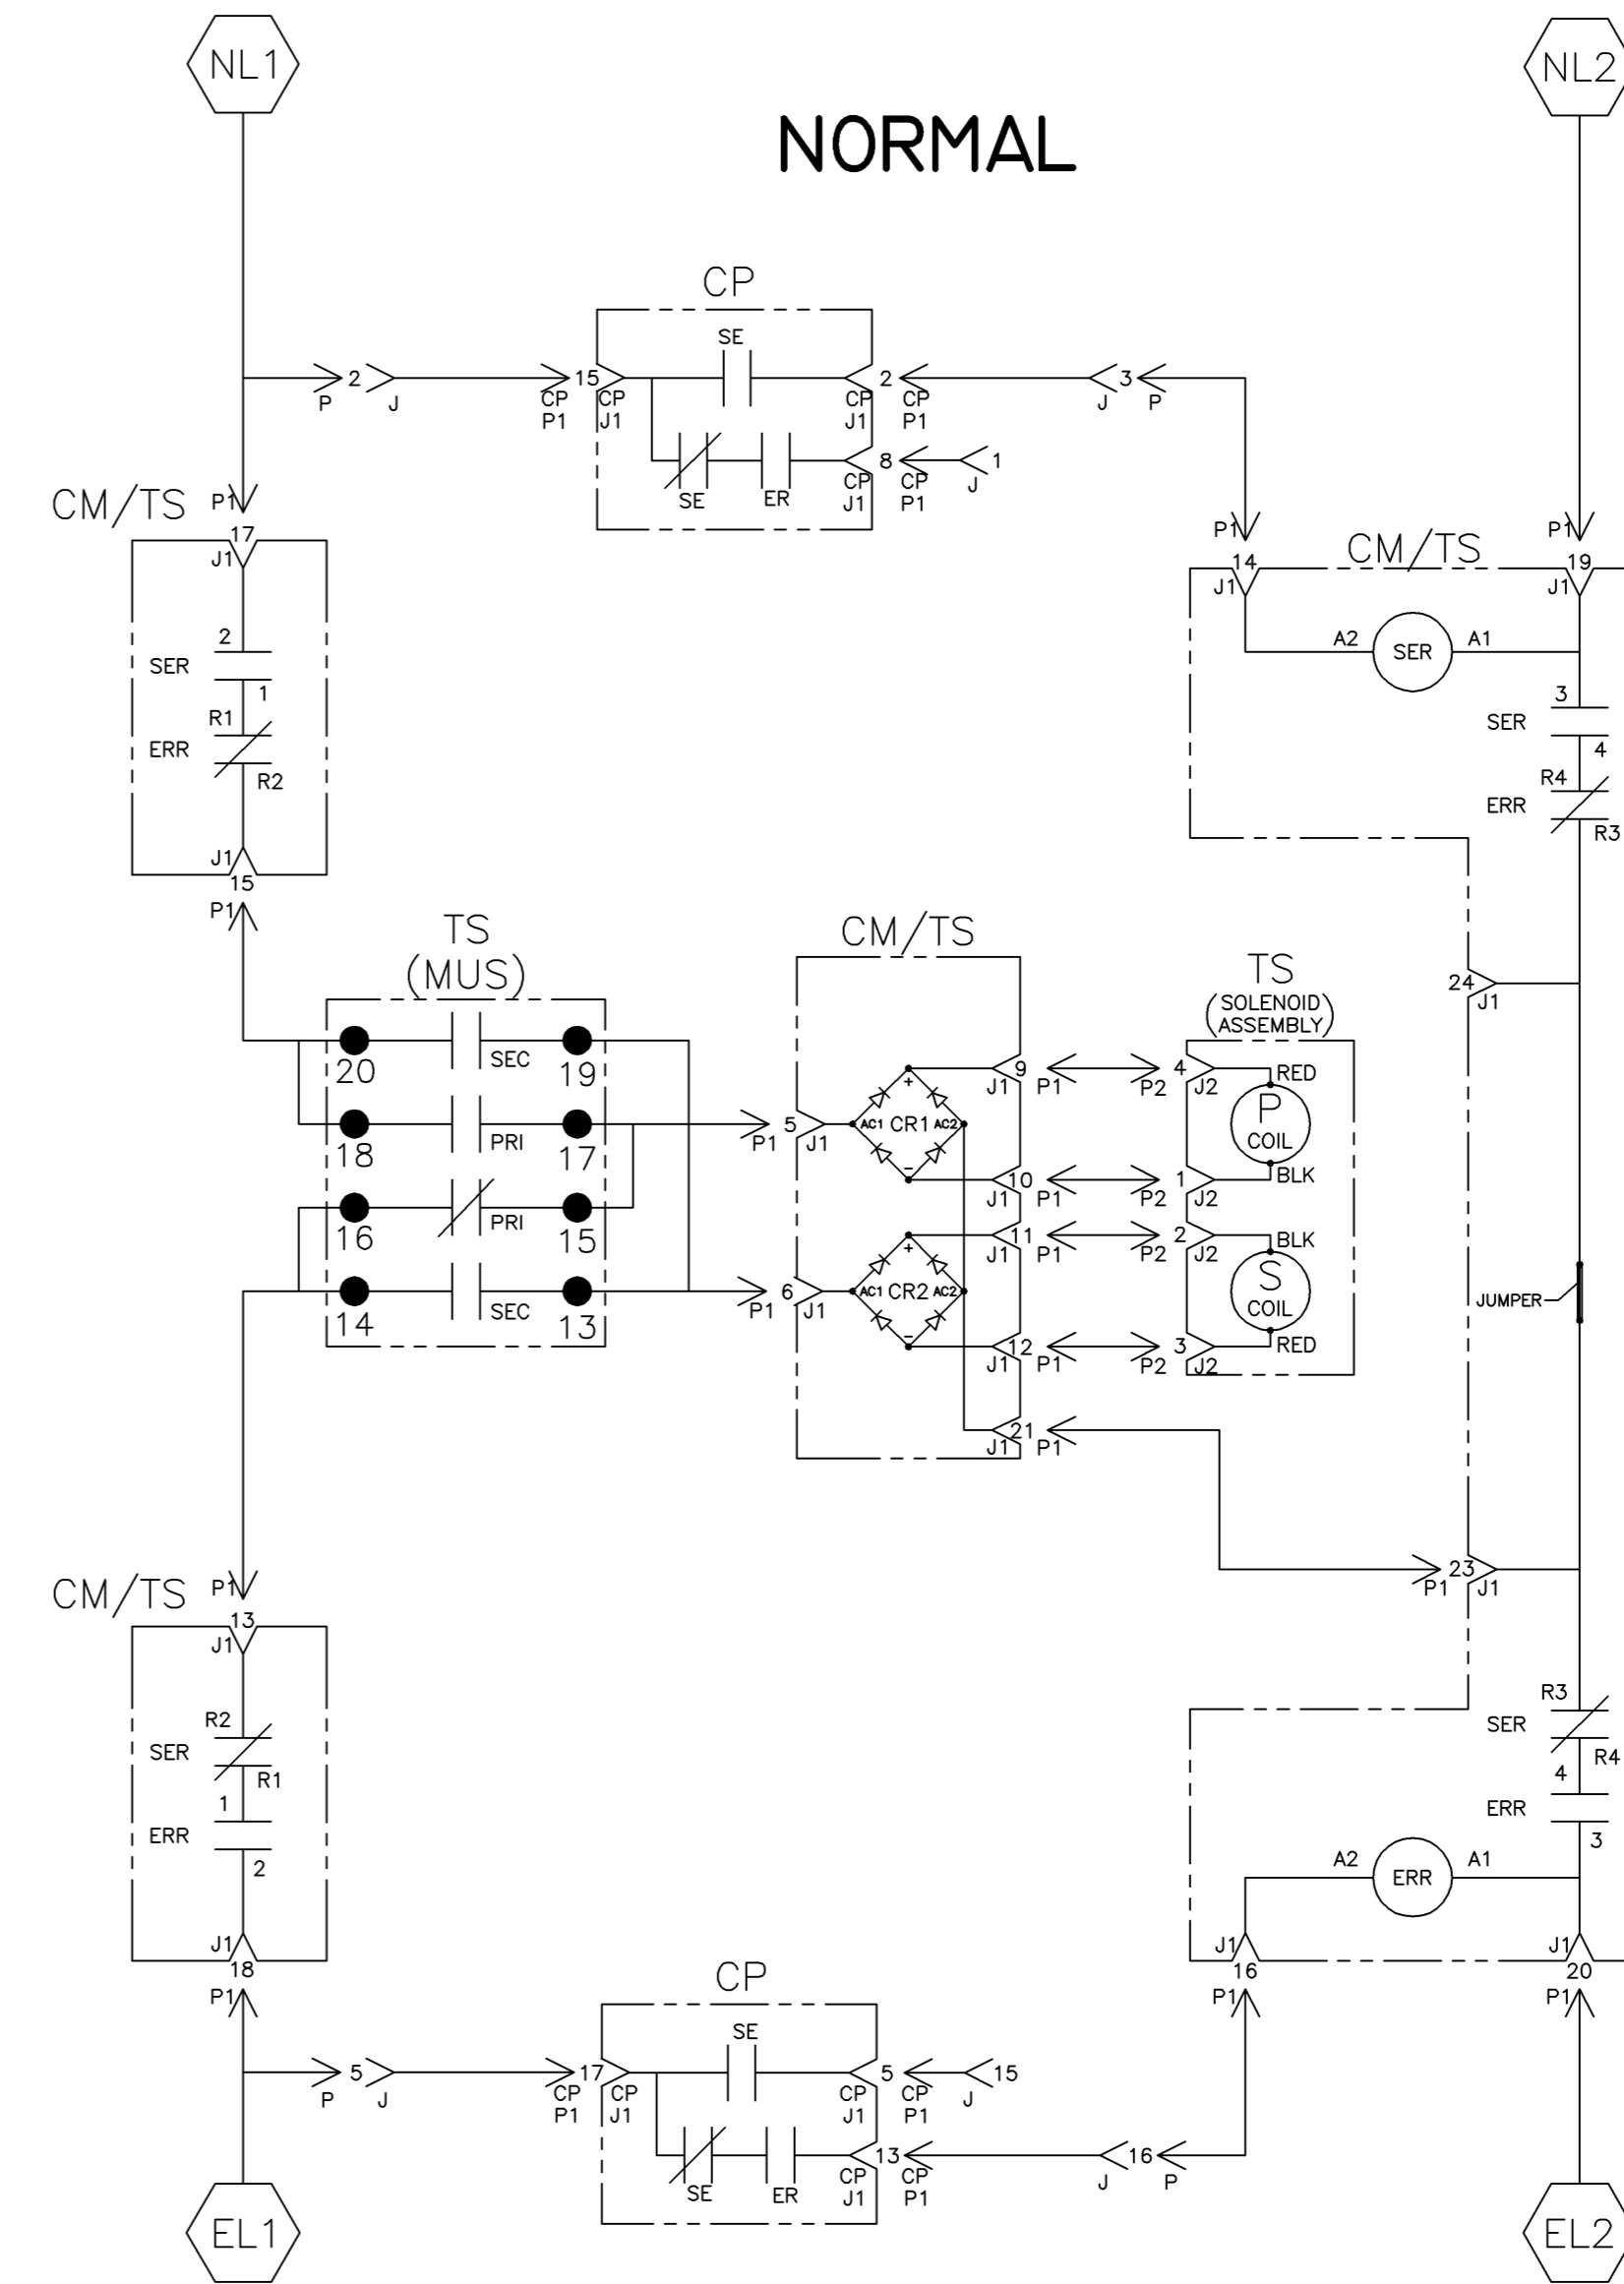 NL1
NL2
NORMAL
CP
SE
2
P
J
15
CP
P1
CP
J1
2
CP
J1
CP
P1
3
J
P
SE
ER
8
CP
J1
CP
P1
1
J
CM/TS
P1
17
J1
2
SER
1
R1
ERR
R2
J1
15
P1
P1
14
J1
CM/TS
P1
19
J1
A2
SER
A1
3
SER
4
R4
ERR
R3
TS
(MUS)
20
SEC
19
18
PRI
17
16
PRI
15
14
SEC
13
CM/TS
P1
5
J1
AC1
CR1
AC2
+
-
9
J1
P1
10
J1
P1
P1
6
J1
AC1
CR2
AC2
+
-
11
J1
P1
12
J1
P1
21
J1
P1
TS
(SOLENOID
ASSEMBLY)
P2
4
J2
RED
P
COIL
P2
1
J2
BLK
P2
2
J2
BLK
S
COIL
P2
3
J2
RED
24
J1
JUMPER
P1
23
J1
CM/TS
P1
13
J1
R2
SER
R1
1
ERR
2
J1
18
P1
R3
SER
R4
4
ERR
3
A2
ERR
A1
J1
16
P1
J1
20
P1
CP
SE
5
P
J
17
CP
P1
CP
J1
5
CP
J1
CP
P1
15
J
SE
ER
13
CP
J1
CP
P1
16
J
P
EL1
EL2